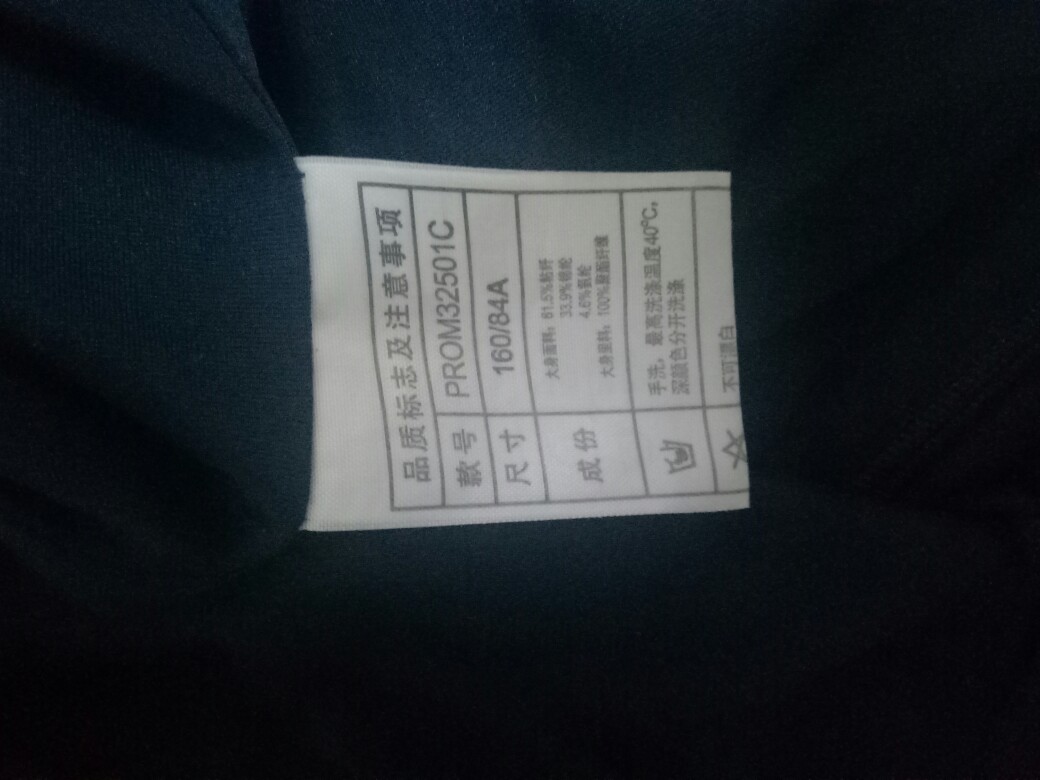 品质标志及注意事项
款号 PROM32501C
尺寸 160/84A
成份 大身面料：61.5%粘纤
33.9%锦纶
4.6%氨纶
大身里料：100%聚酯纤维
手洗，最高洗涤温度40℃，
深颜色分开洗涤
不可漂白